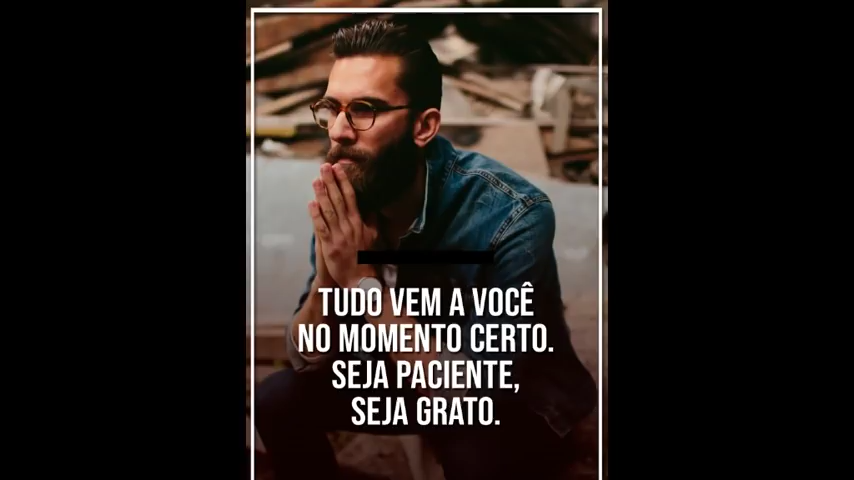 TUDO VEM A VOCÊ
NO MOMENTO CERTO.
SEJA PACIENTE,
SEJA GRATO.